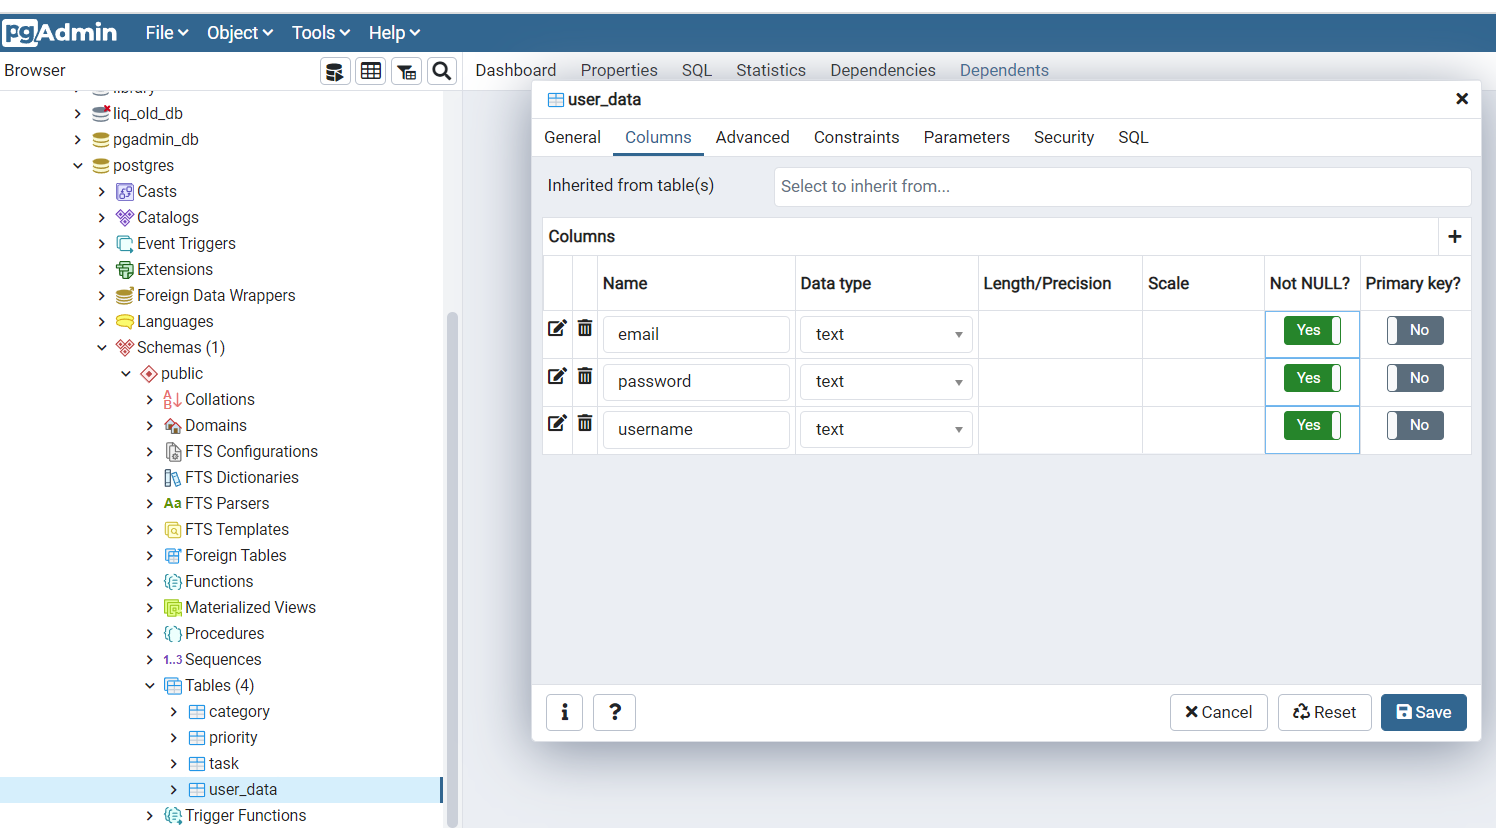 pgAdmin File Object Tools Help
Browser
Dashboard Properties SQL Statistics Dependencies Dependents
library
liq_old_db
pgadmin_db
postgres
Casts
Catalogs
Event Triggers
Extensions
Foreign Data Wrappers
Languages
Schemas (1)
public
Collations
Domains
FTS Configurations
FTS Dictionaries
Aa FTS Parsers
FTS Templates
Foreign Tables
Functions
Materialized Views
Procedures
1..3 Sequences
Tables (4)
category
priority
task
user_data
Trigger Functions
user_data
General Columns Advanced Constraints Parameters Security SQL
Inherited from table(s) Select to inherit from...
Columns
Name Data type Length/Precision Scale Not NULL? Primary key?
email text Yes No
password text Yes No
username text Yes No
i ? Cancel Reset Save